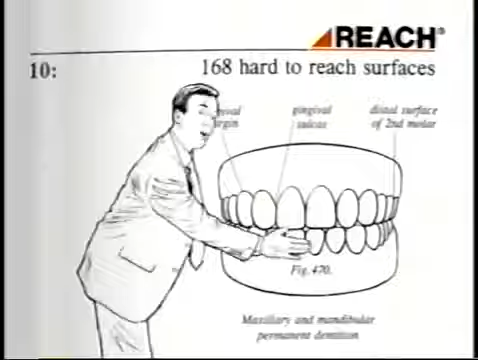 REACH®
10:
168 hard to reach surfaces
gingival
sulcus
distal surface
of 2nd molar
Fig. 470.
Maxillary and mandibular
permanent dentition